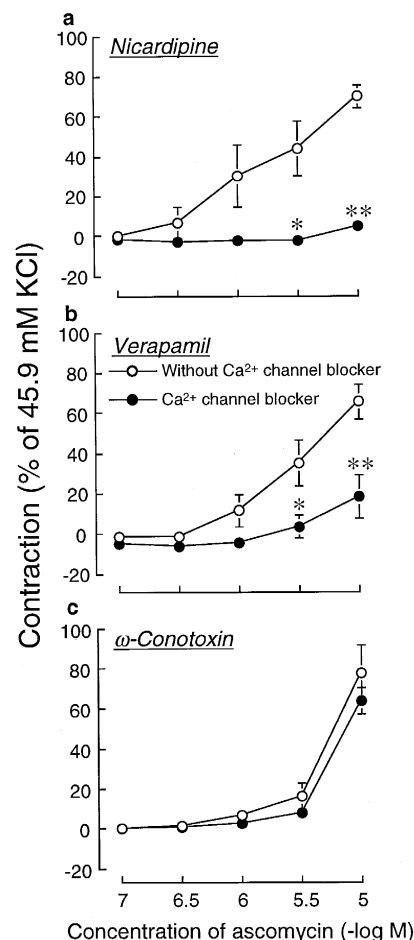 a
Nicardipine
100
80
60
40
20
0
-20
*
**
b
Verapamil
100
80
60
40
20
0
-20
Without Ca²⁺ channel blocker
Ca²⁺ channel blocker
*
**
c
ω-Conotoxin
100
80
60
40
20
0
-20
7 6.5 6 5.5 5
Concentration of ascomycin (-log M)
Contraction (% of 45.9 mM KCl)